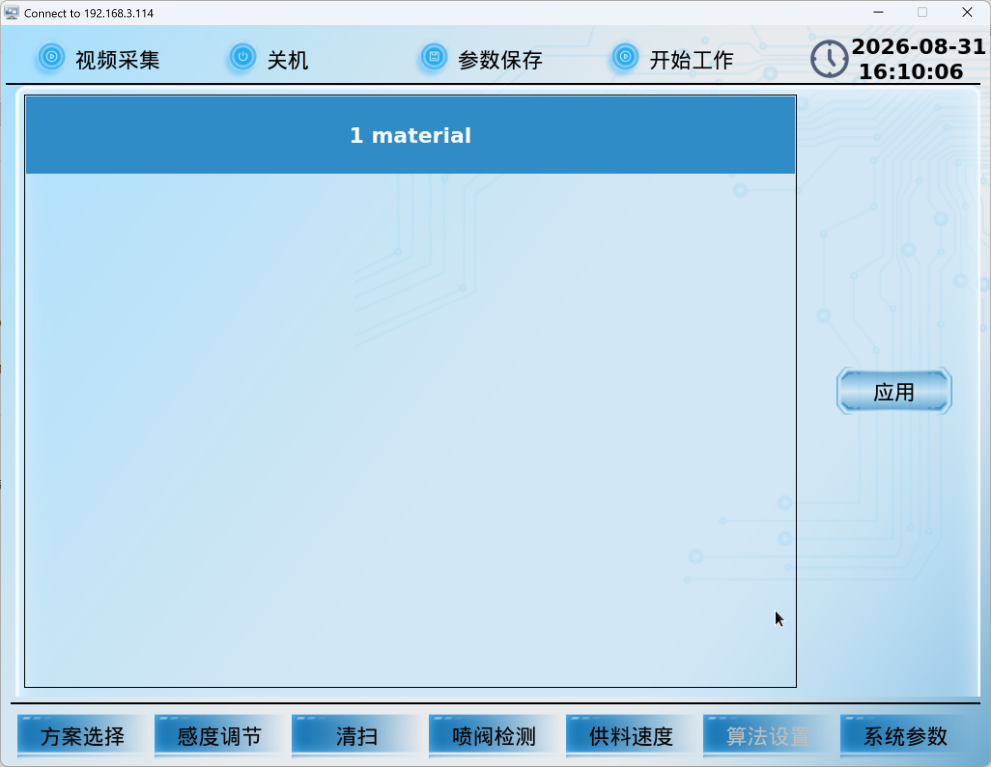 Connect to 192.168.3.114
视频采集 关机 参数保存 开始工作 2026-08-31
16:10:06
1 material
应用
方案选择 感度调节 清扫 喷阀检测 供料速度 算法设置 系统参数